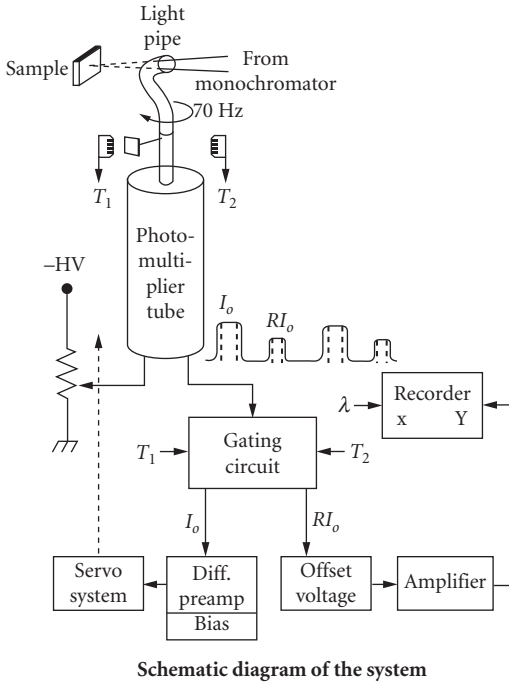 Light
pipe
Sample
From
monochromator
70 Hz
T₁
T₂
Photo-
multi-
plier
tube
–HV
Iₒ
RIₒ
λ
Recorder
x Y
T₁
Gating
circuit
T₂
Iₒ
RIₒ
Servo
system
Diff.
preamp
Bias
Offset
voltage
Amplifier
Schematic diagram of the system